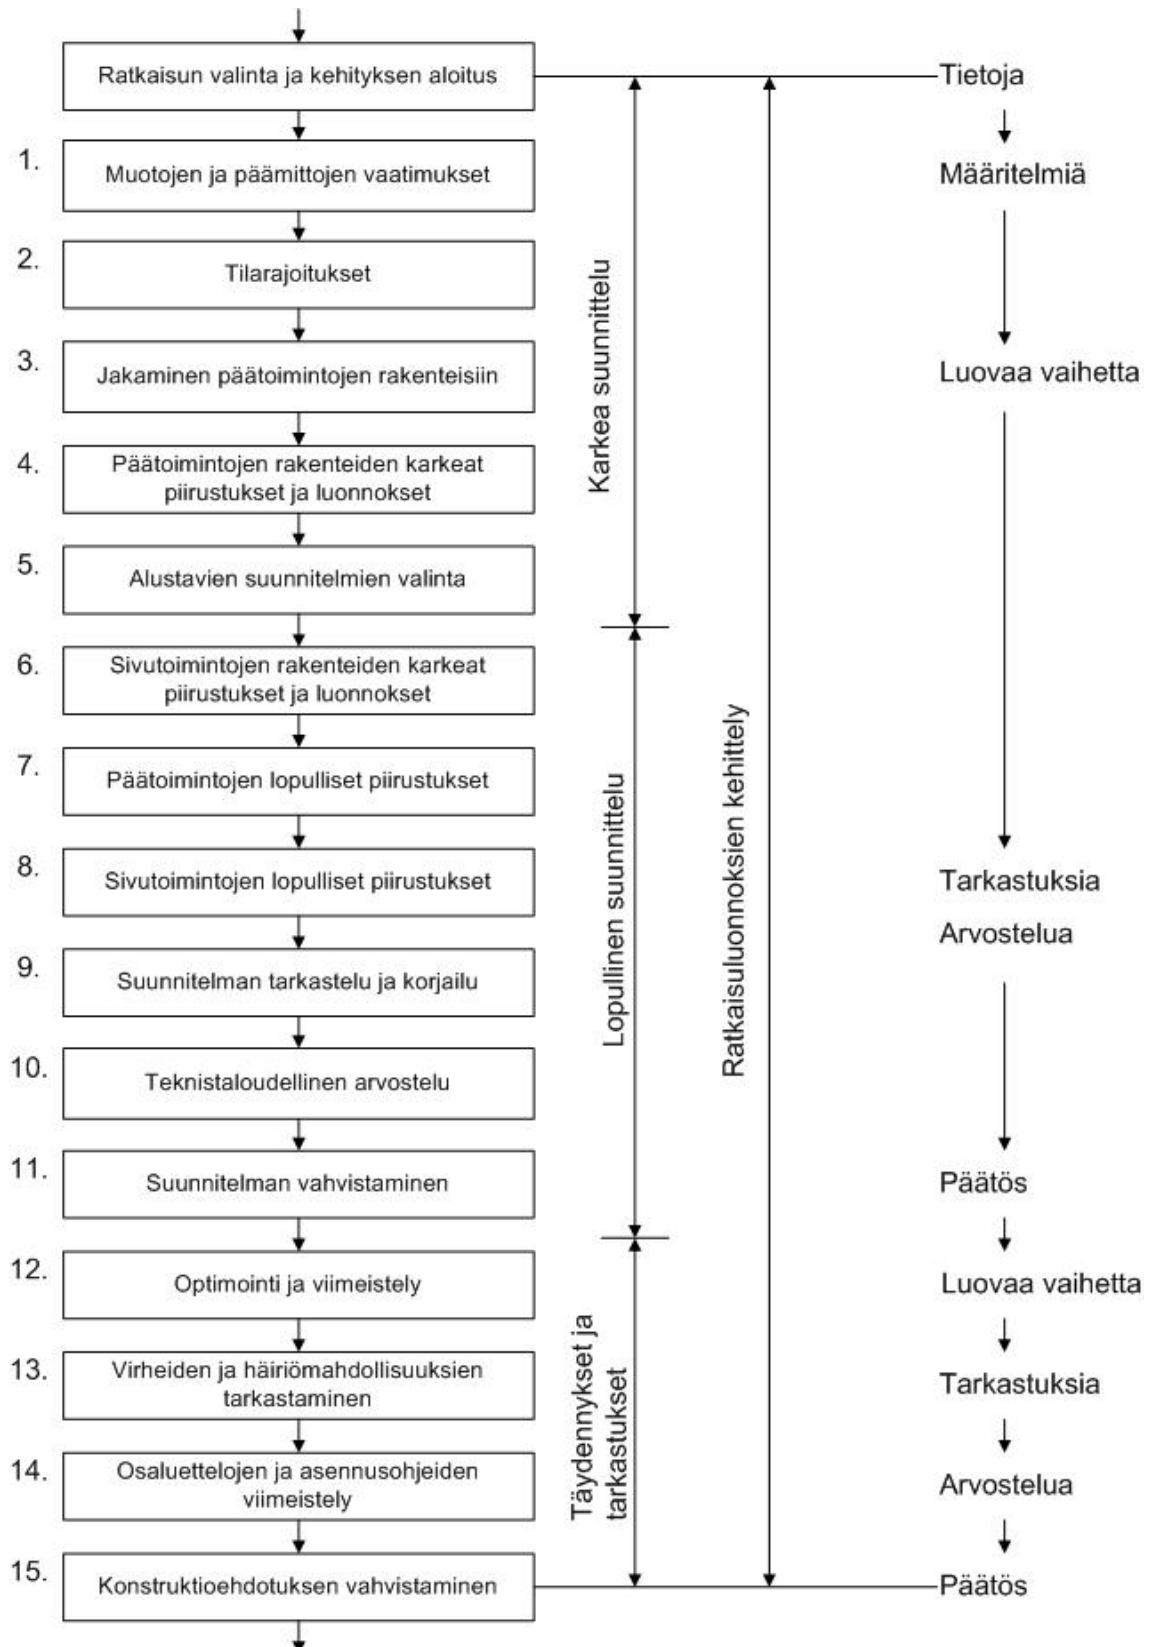 Ratkaisun valinta ja kehityksen aloitus
Tietoja
1.
Muotojen ja päämittojen vaatimukset
Määritelmiä
2.
Tilarajoitukset
3.
Jakaminen päätoimintojen rakenteisiin
Luovaa vaihetta
Karkea suunnittelu
4.
Päätoimintojen rakenteiden karkeat
piirustukset ja luonnokset
5.
Alustavien suunnitelmien valinta
6.
Sivutoimintojen rakenteiden karkeat
piirustukset ja luonnokset
7.
Päätoimintojen lopulliset piirustukset
Lopullinen suunnittelu
Ratkaisuluonnoksien kehittely
8.
Sivutoimintojen lopulliset piirustukset
Tarkastuksia
Arvostelua
9.
Suunnitelman tarkastelu ja korjailu
10.
Teknistaloudellinen arvostelu
11.
Suunnitelman vahvistaminen
Päätös
12.
Optimointi ja viimeistely
Luovaa vaihetta
Täydennykset ja
tarkastukset
13.
Virheiden ja häiriömahdollisuuksien
tarkastaminen
Tarkastuksia
14.
Osaluettelojen ja asennusohjeiden
viimeistely
Arvostelua
15.
Konstruktioehdotuksen vahvistaminen
Päätös